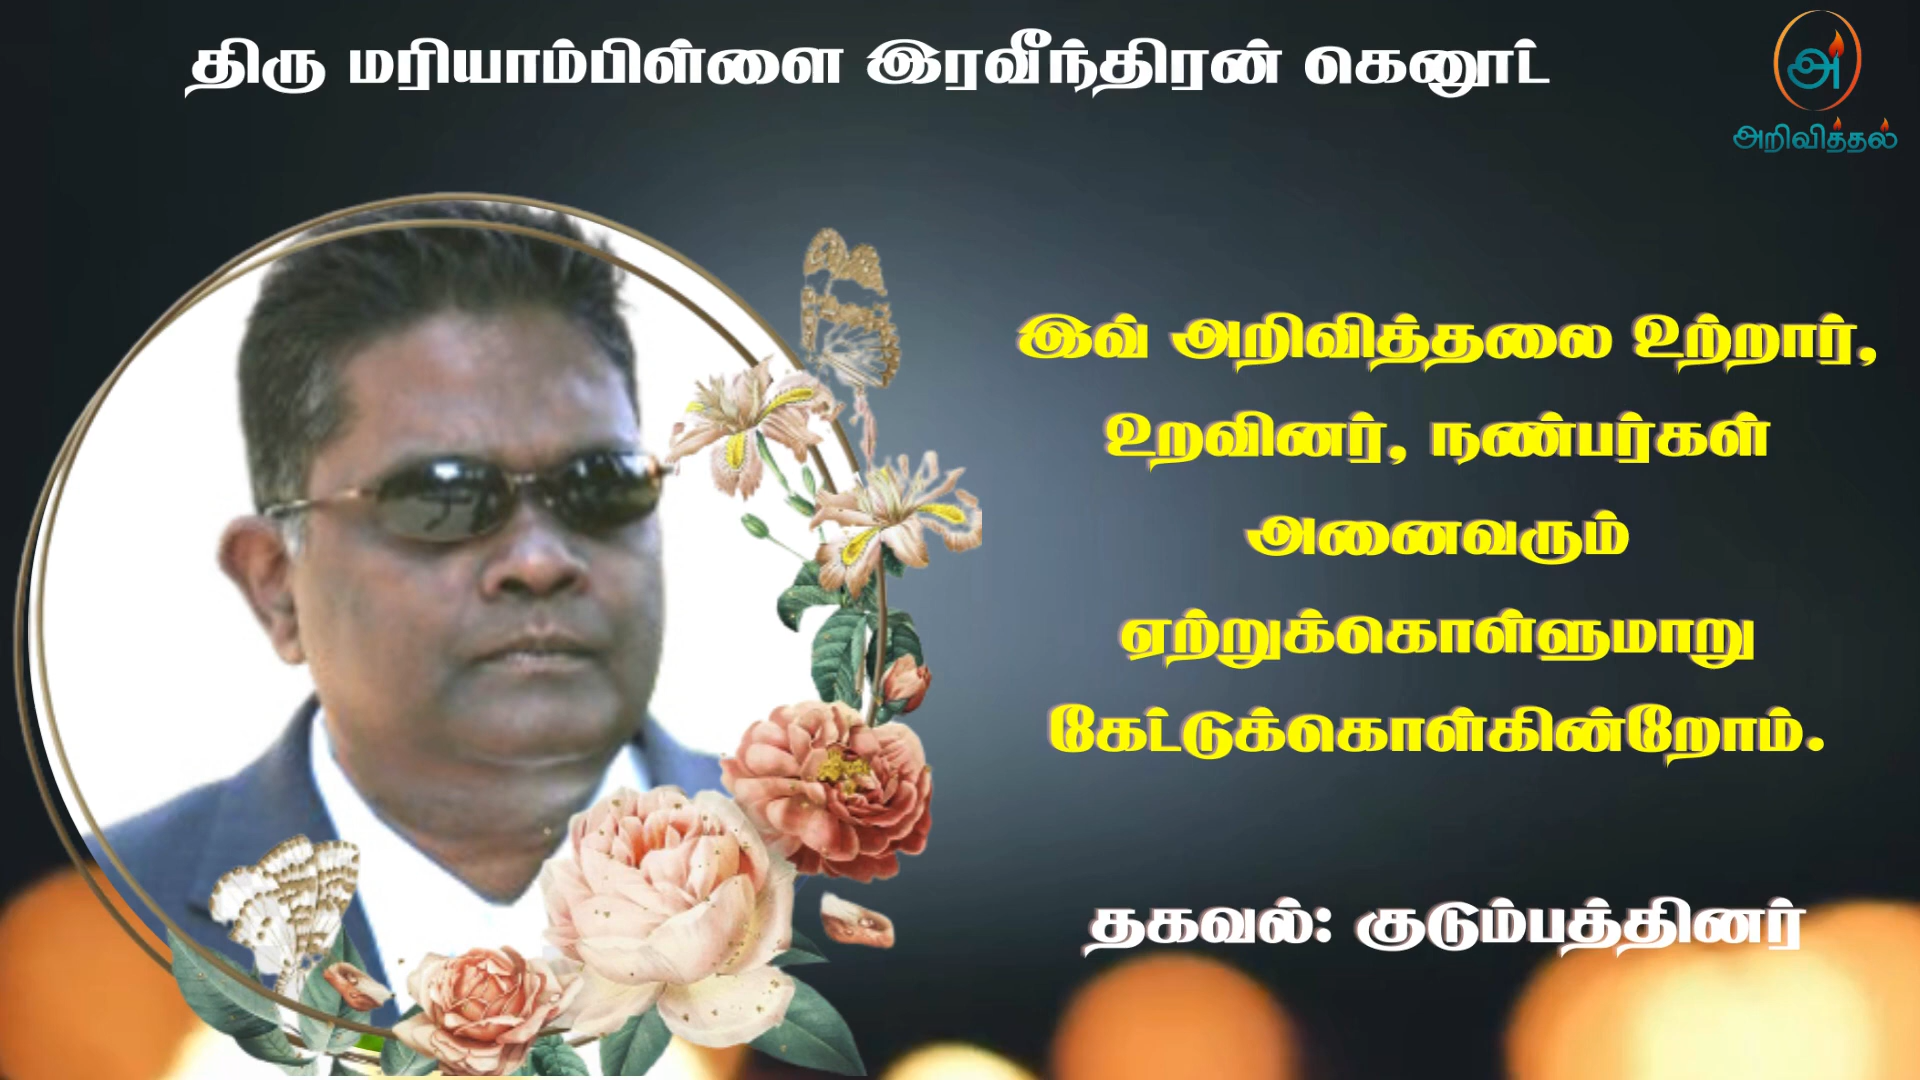 திரு மரியாம்பிள்ளை இரவீந்திரன் கெனூட்
அ
அறிவித்தல்
இவ் அறிவித்தலை உற்றார்,
உறவினர், நண்பர்கள்
அனைவரும்
ஏற்றுக்கொள்ளுமாறு
கேட்டுக்கொள்கின்றோம்.
தகவல்: குடும்பத்தினர்